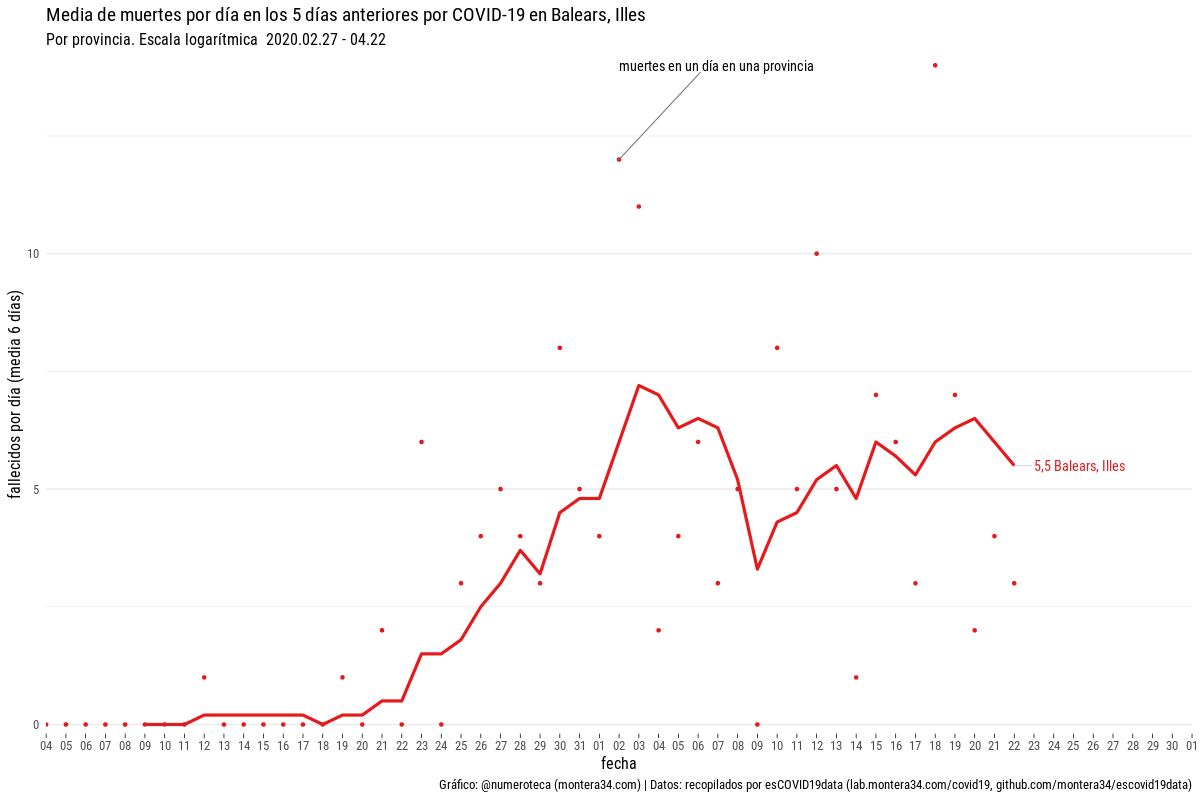 Media de muertes por día en los 5 días anteriores por COVID-19 en Balears, Illes
Por provincia. Escala logarítmica 2020.02.27 - 04.22
muertes en un día en una provincia
10
5
0
fallecidos por día (media 6 días)
5,5 Balears, Illes
04 05 06 07 08 09 10 11 12 13 14 15 16 17 18 19 20 21 22 23 24 25 26 27 28 29 30 31 01 02 03 04 05 06 07 08 09 10 11 12 13 14 15 16 17 18 19 20 21 22 23 24 25 26 27 28 29 30 01
fecha
Gráfico: @numeroteca (montera34.com) | Datos: recopilados por esCOVID19data (lab.montera34.com/covid19, github.com/montera34/escovid19data)